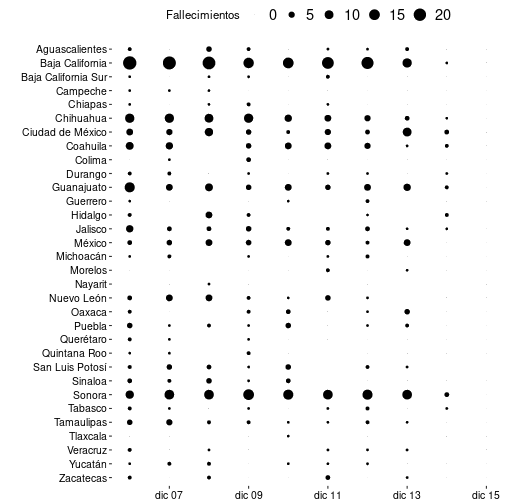 Fallecimientos 0 5 10 15 20
Aguascalientes
Baja California
Baja California Sur
Campeche
Chiapas
Chihuahua
Ciudad de México
Coahuila
Colima
Durango
Guanajuato
Guerrero
Hidalgo
Jalisco
México
Michoacán
Morelos
Nayarit
Nuevo León
Oaxaca
Puebla
Querétaro
Quintana Roo
San Luis Potosí
Sinaloa
Sonora
Tabasco
Tamaulipas
Tlaxcala
Veracruz
Yucatán
Zacatecas
dic 07 dic 09 dic 11 dic 13 dic 15